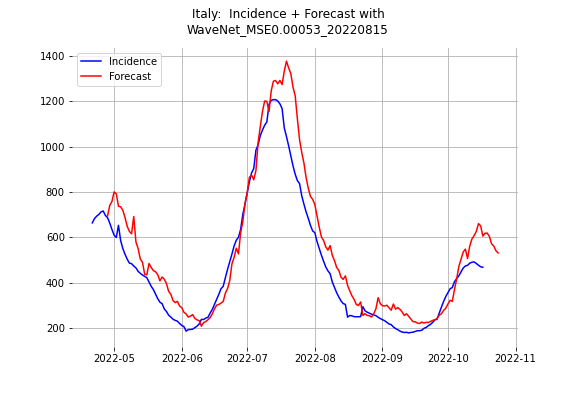 Italy:  Incidence + Forecast with
WaveNet_MSE0.00053_20220815
Incidence
Forecast
1400
1200
1000
800
600
400
200
2022-05 2022-06 2022-07 2022-08 2022-09 2022-10 2022-11